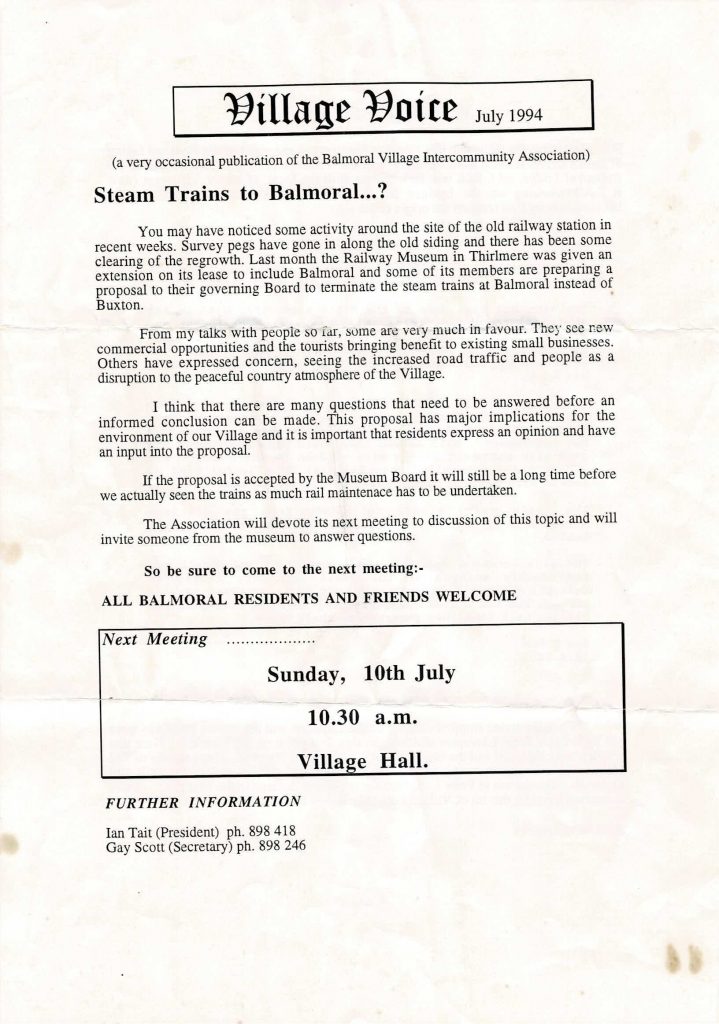 Village Voice July 1994
(a very occasional publication of the Balmoral Village Intercommunity Association)
Steam Trains to Balmoral...?
You may have noticed some activity around the site of the old railway station in
recent weeks. Survey pegs have gone in along the old siding and there has been some
clearing of the regrowth. Last month the Railway Museum in Thirlmere was given an
extension on its lease to include Balmoral and some of its members are preparing a
proposal to their governing Board to terminate the steam trains at Balmoral instead of
Buxton.
From my talks with people so far, some are very much in favour. They see new
commercial opportunities and the tourists bringing benefit to existing small businesses.
Others have expressed concern, seeing the increased road traffic and people as a
disruption to the peaceful country atmosphere of the Village.
I think that there are many questions that need to be answered before an
informed conclusion can be made. This proposal has major implications for the
environment of our Village and it is important that residents express an opinion and have
an input into the proposal.
If the proposal is accepted by the Museum Board it will still be a long time before
we actually seen the trains as much rail maintenace has to be undertaken.
The Association will devote its next meeting to discussion of this topic and will
invite someone from the museum to answer questions.
So be sure to come to the next meeting:-
ALL BALMORAL RESIDENTS AND FRIENDS WELCOME
Next Meeting ...................
Sunday, 10th July
10.30 a.m.
Village Hall.
FURTHER INFORMATION
Ian Tait (President) ph. 898 418
Gay Scott (Secretary) ph. 898 246